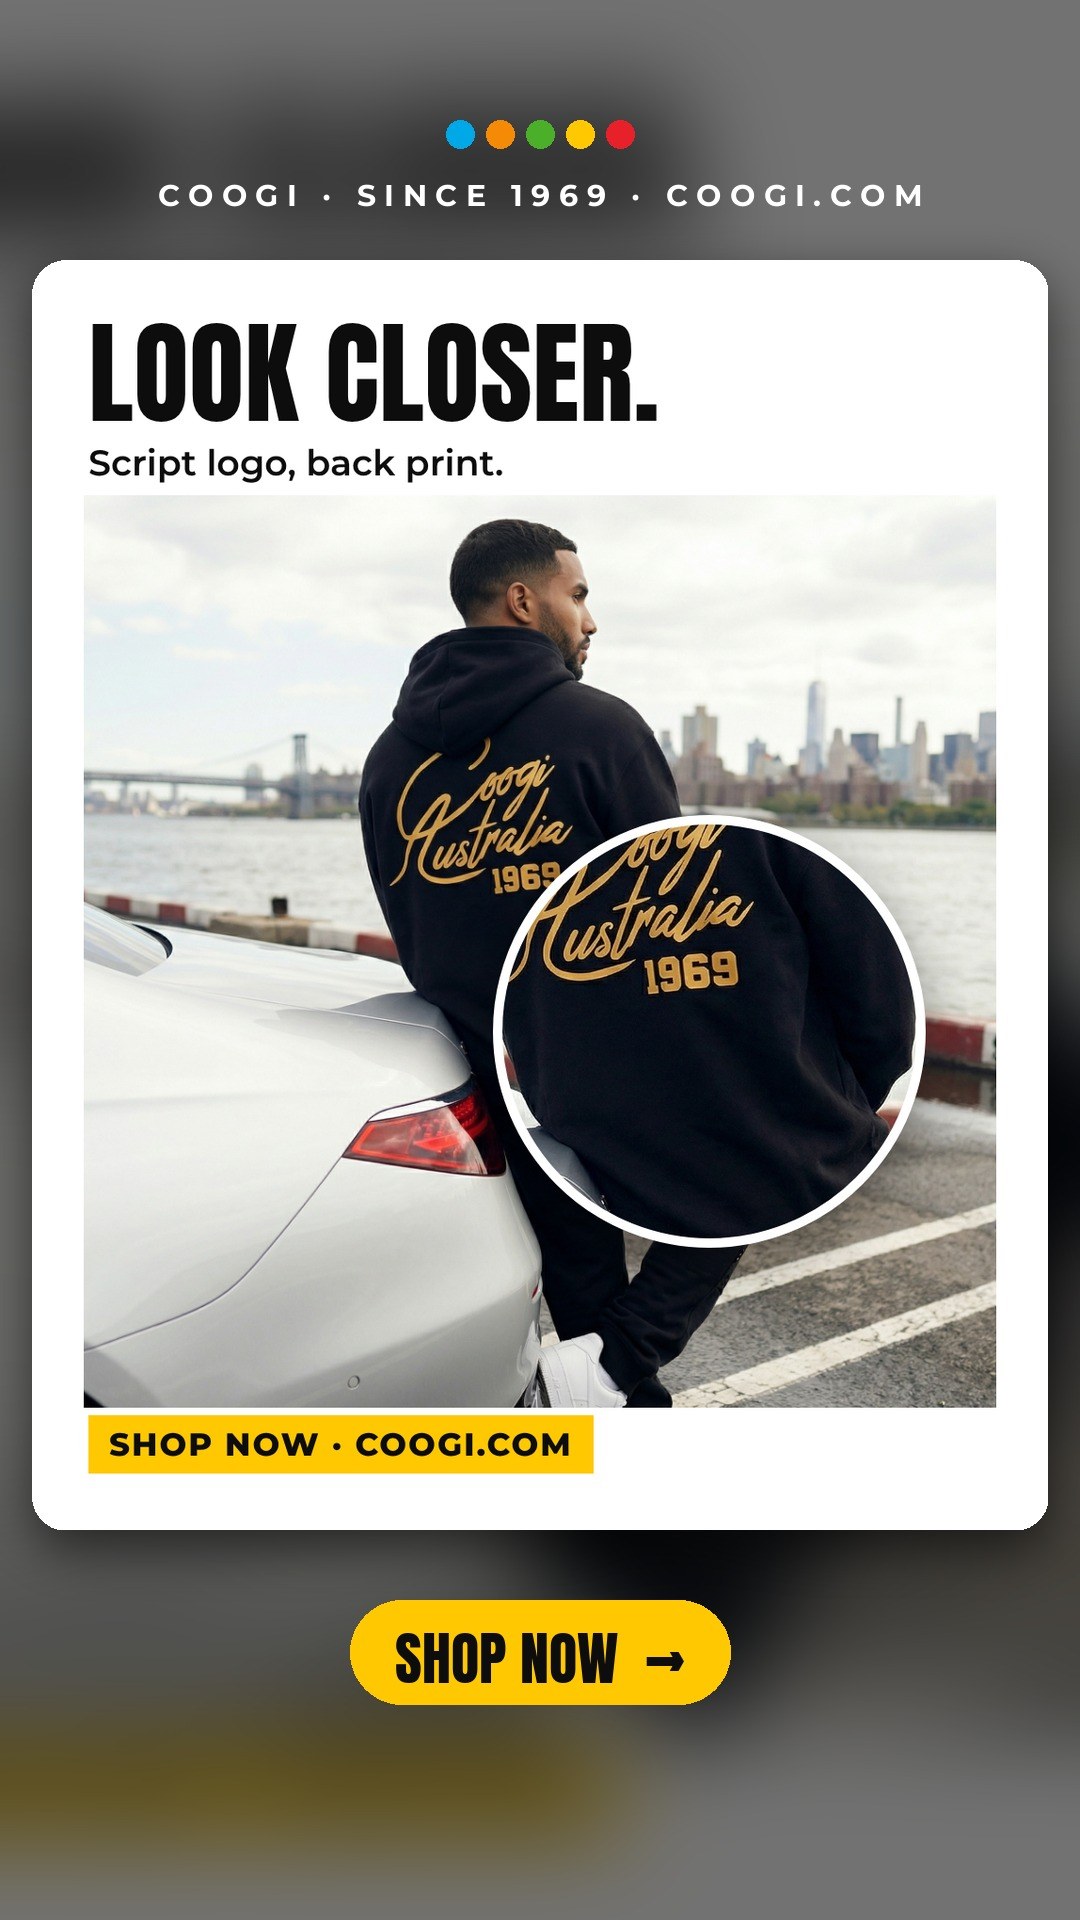 COOGI · SINCE 1969 · COOGI.COM
LOOK CLOSER.
Script logo, back print.
Coogi
Australia
1969
oogi
Australia
1969
SHOP NOW · COOGI.COM
SHOP NOW →